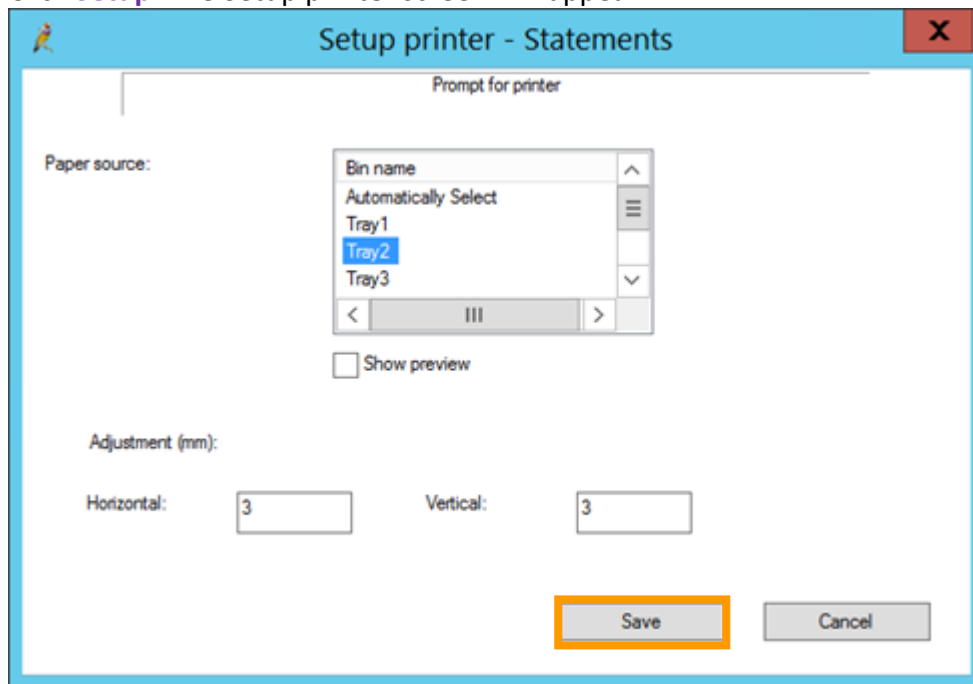 Setup printer - Statements
X
Prompt for printer
Paper source:
Bin name
Automatically Select
Tray1
Tray2
Tray3
Show preview
Adjustment (mm):
Horizontal:
3
Vertical:
3
Save
Cancel